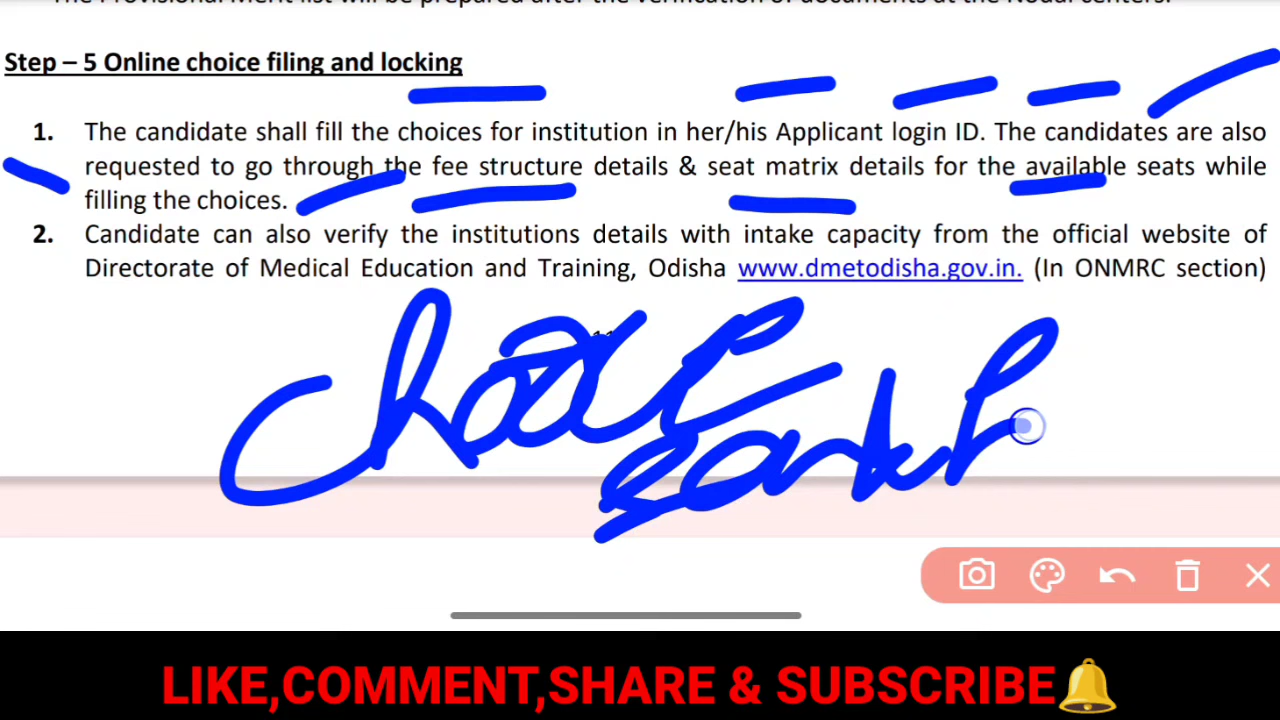 Step – 5 Online choice filing and locking
1. The candidate shall fill the choices for institution in her/his Applicant login ID. The candidates are also
requested to go through the fee structure details & seat matrix details for the available seats while
filling the choices.
2. Candidate can also verify the institutions details with intake capacity from the official website of
Directorate of Medical Education and Training, Odisha www.dmetodisha.gov.in. (In ONMRC section)
LIKE,COMMENT,SHARE & SUBSCRIBE